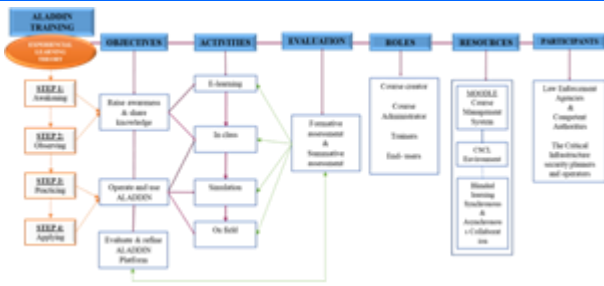 ALADDIN
TRAINING
EXPERIENTIAL
LEARNING
THEORY
OBJECTIVES
ACTIVITIES
EVALUATION
ROLES
RESOURCES
PARTICIPANTS
STEP 1:
Awakening
STEP 2:
Observing
STEP 3:
Practicing
STEP 4:
Applying
Raise awareness
& share
knowledge
Operate and use
ALADDIN
Evaluate & refine
ALADDIN
Platform
E-learning
In class
Simulation
On field
Formative
assessment
&
Summative
assessment
Course creator
Course
Administrator
Trainers
End- users
MOODLE
Course
Management
System
CSCL
Environment
Blended
learning
Synchronous
&
Asynchronou
s Collaborat
ion
Law Enforcement
Agencies
&
Competent
Authorities
The Critical
Infrastructure
security planners
and operators